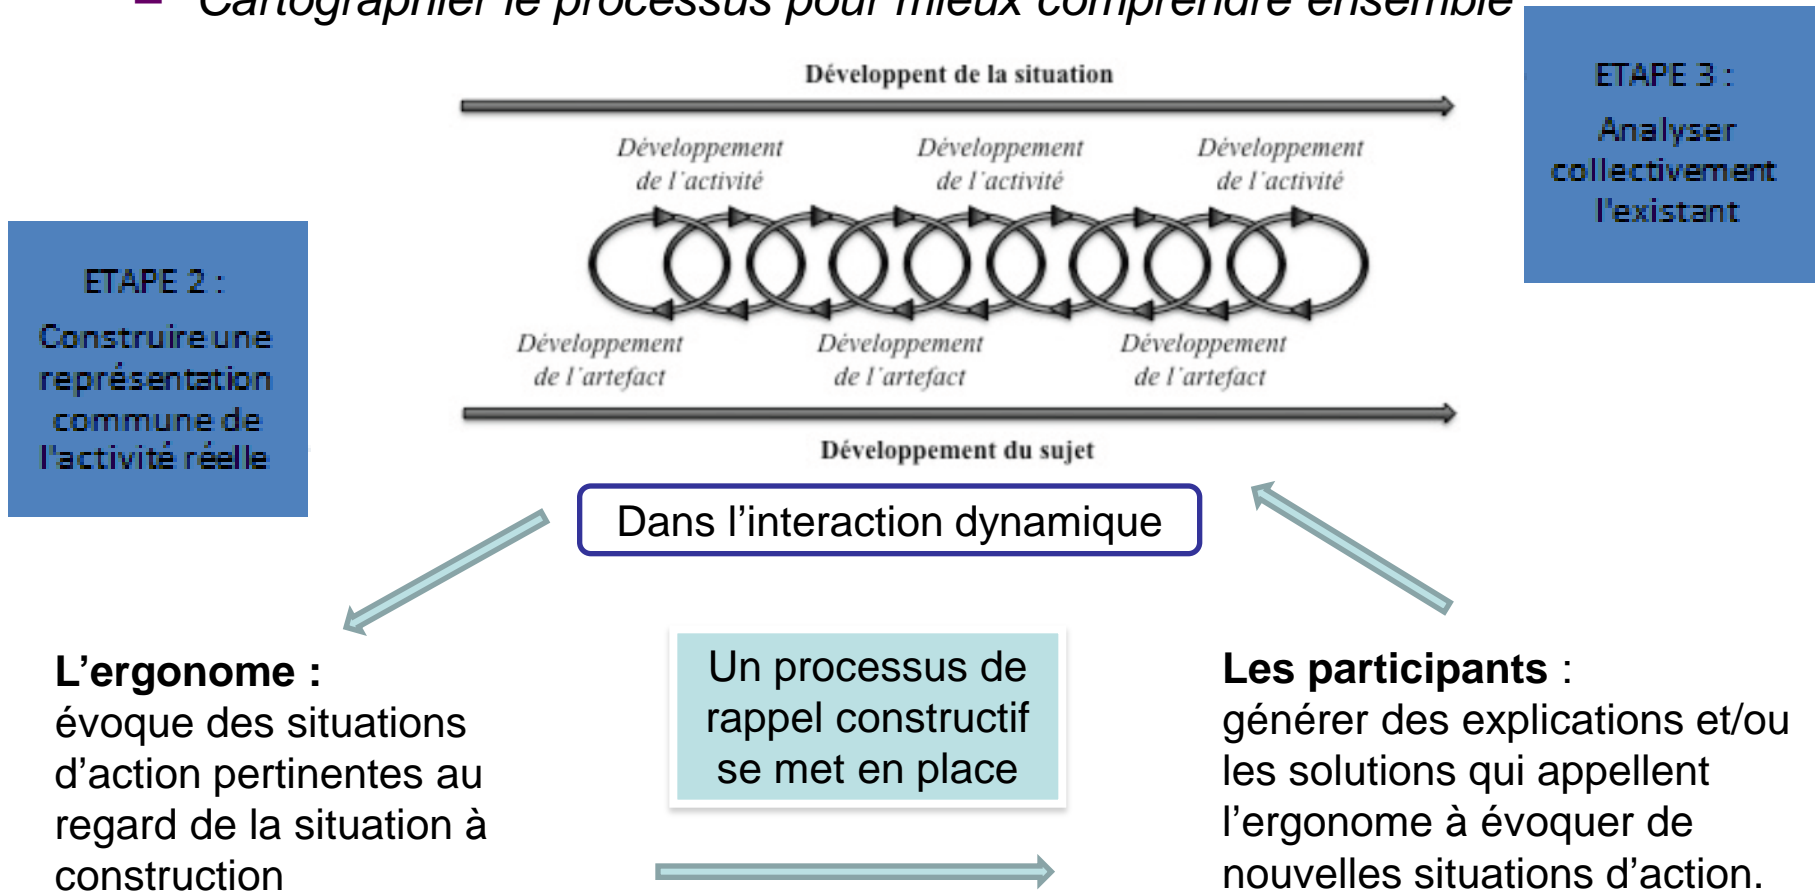 – Cartographier le processus pour mieux comprendre ensemble
Développent de la situation
ETAPE 3 :
Analyser
collectivement
l'existant
Développement
de l´activité
Développement
de l´activité
Développement
de l´activité
ETAPE 2 :
Construire une
représentation
commune de
l'activité réelle
Développement
de l´artefact
Développement
de l´artefact
Développement
de l´artefact
Développement du sujet
Dans l’interaction dynamique
L’ergonome :
évoque des situations
d’action pertinentes au
regard de la situation à
construction
Un processus de
rappel constructif
se met en place
Les participants :
générer des explications et/ou
les solutions qui appellent
l’ergonome à évoquer de
nouvelles situations d’action.